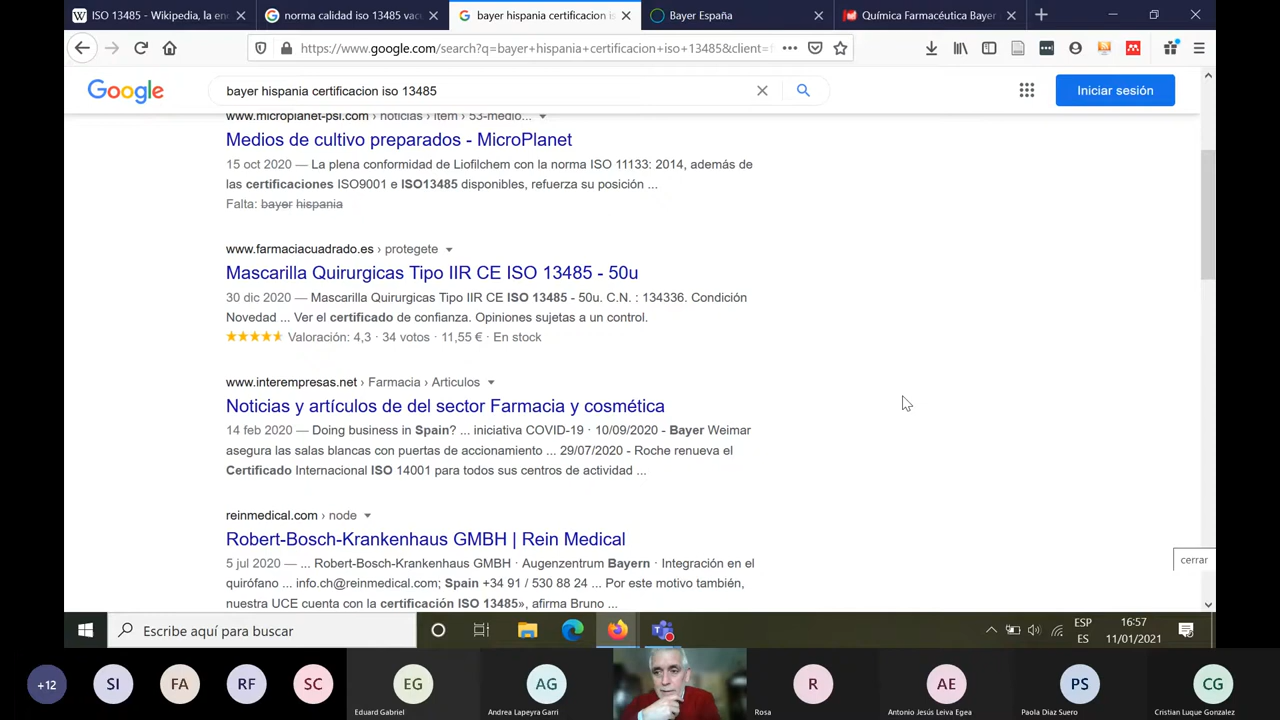 ISO 13485 - Wikipedia, la en
norma calidad iso 13485 vac
bayer hispania certificacion is
Bayer España
Química Farmacéutica Bayer
https://www.google.com/search?q=bayer+hispania+certificacion+iso+13485&client=
Google
bayer hispania certificacion iso 13485
Iniciar sesión
www.microplanet-psl.com › noticias › item › 53-medio...
Medios de cultivo preparados - MicroPlanet
15 oct 2020 — La plena conformidad de Liofilchem con la norma ISO 11133: 2014, además de
las certificaciones ISO9001 e ISO13485 disponibles, refuerza su posición ...
Falta: bayer hispania
www.farmaciacuadrado.es › protegete
Mascarilla Quirurgicas Tipo IIR CE ISO 13485 - 50u
30 dic 2020 — Mascarilla Quirurgicas Tipo IIR CE ISO 13485 - 50u. C.N. : 134336. Condición
Novedad ... Ver el certificado de confianza. Opiniones sujetas a un control.
Valoración: 4,3 · 34 votos · 11,55 € · En stock
www.interempresas.net › Farmacia › Articulos
Noticias y artículos de del sector Farmacia y cosmética
14 feb 2020 — Doing business in Spain? ... iniciativa COVID-19 · 10/09/2020 - Bayer Weimar
asegura las salas blancas con puertas de accionamiento ... 29/07/2020 - Roche renueva el
Certificado Internacional ISO 14001 para todos sus centros de actividad ...
reinmedical.com › node
Robert-Bosch-Krankenhaus GMBH | Rein Medical
5 jul 2020 — ... Robert-Bosch-Krankenhaus GMBH · Augenzentrum Bayern · Integración en el
quirófano ... info.ch@reinmedical.com; Spain +34 91 / 530 88 24 ... Por este motivo también,
nuestra UCE cuenta con la certificación ISO 13485», afirma Bruno ...
cerrar
Escribe aquí para buscar
ESP
ES
16:57
11/01/2021
+12
SI
FA
RF
SC
EG
Eduard Gabriel
AG
Andrea Lapeyra Garri
R
Rosa
AE
Antonio Jesús Leiva Egea
PS
Paola Diaz Suero
CG
Cristian Luque Gonzalez